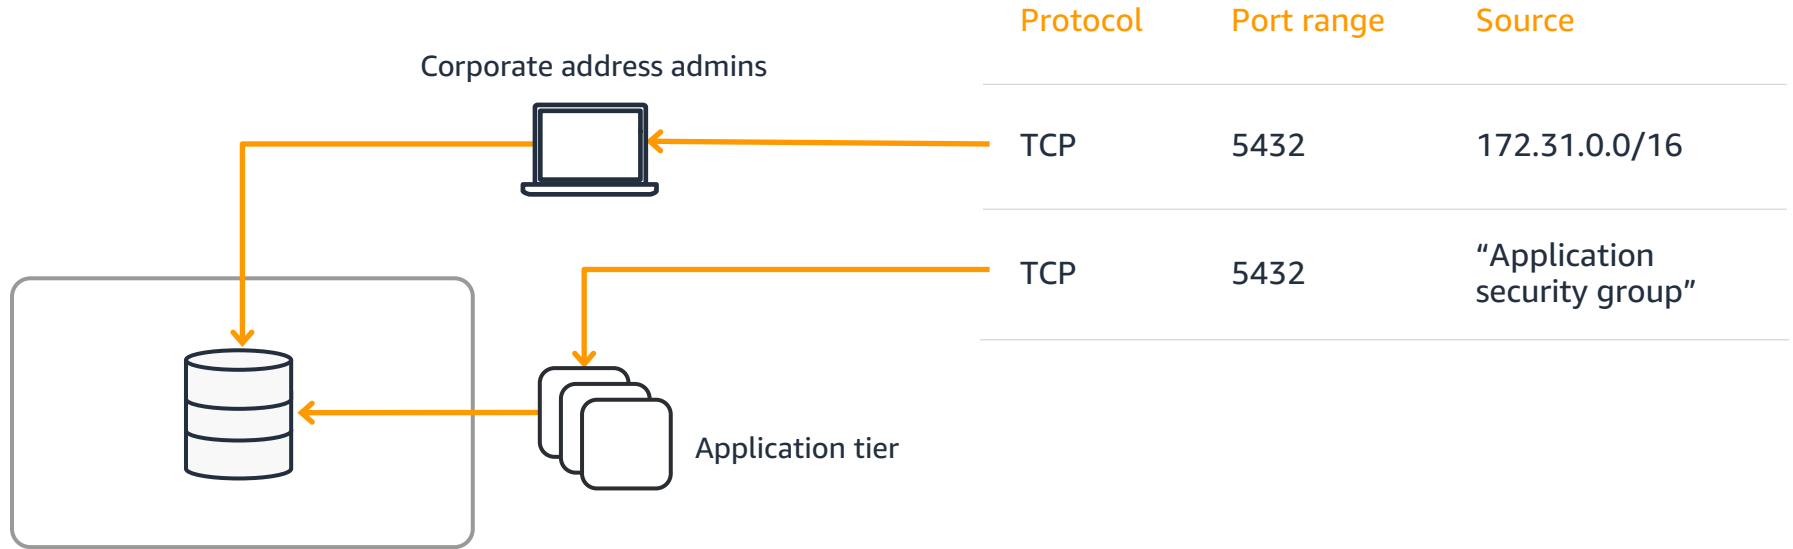 Protocol Port range Source
Corporate address admins
TCP 5432 172.31.0.0/16
TCP 5432 “Application
security group”
Application tier